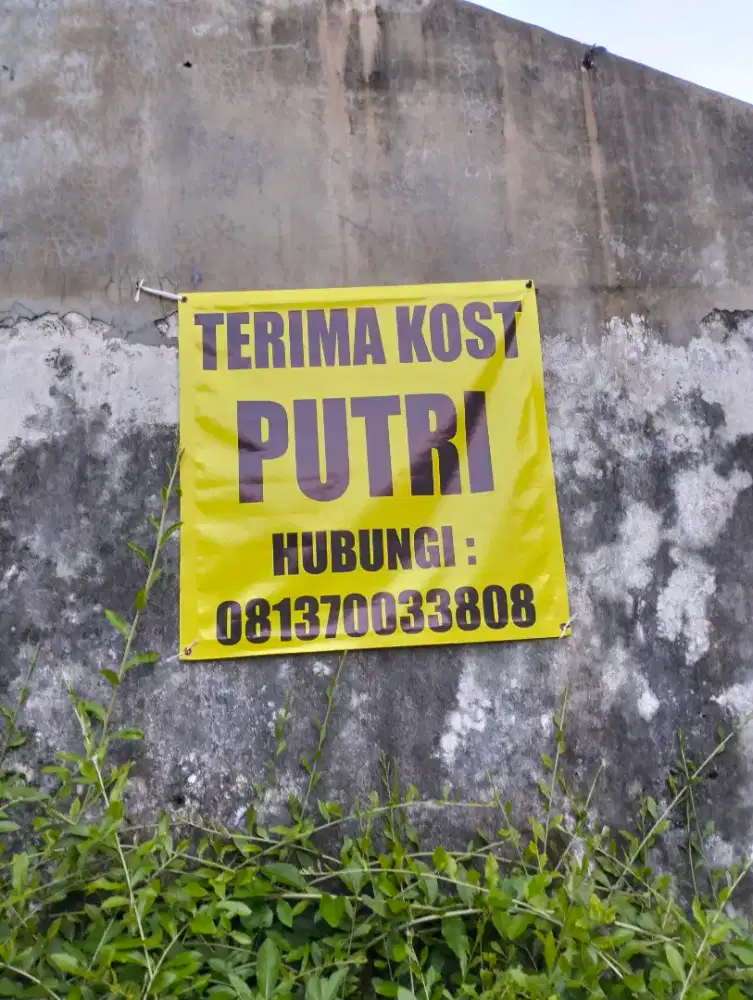 TERIMA KOST
PUTRI
HUBUNGI :
081370033808